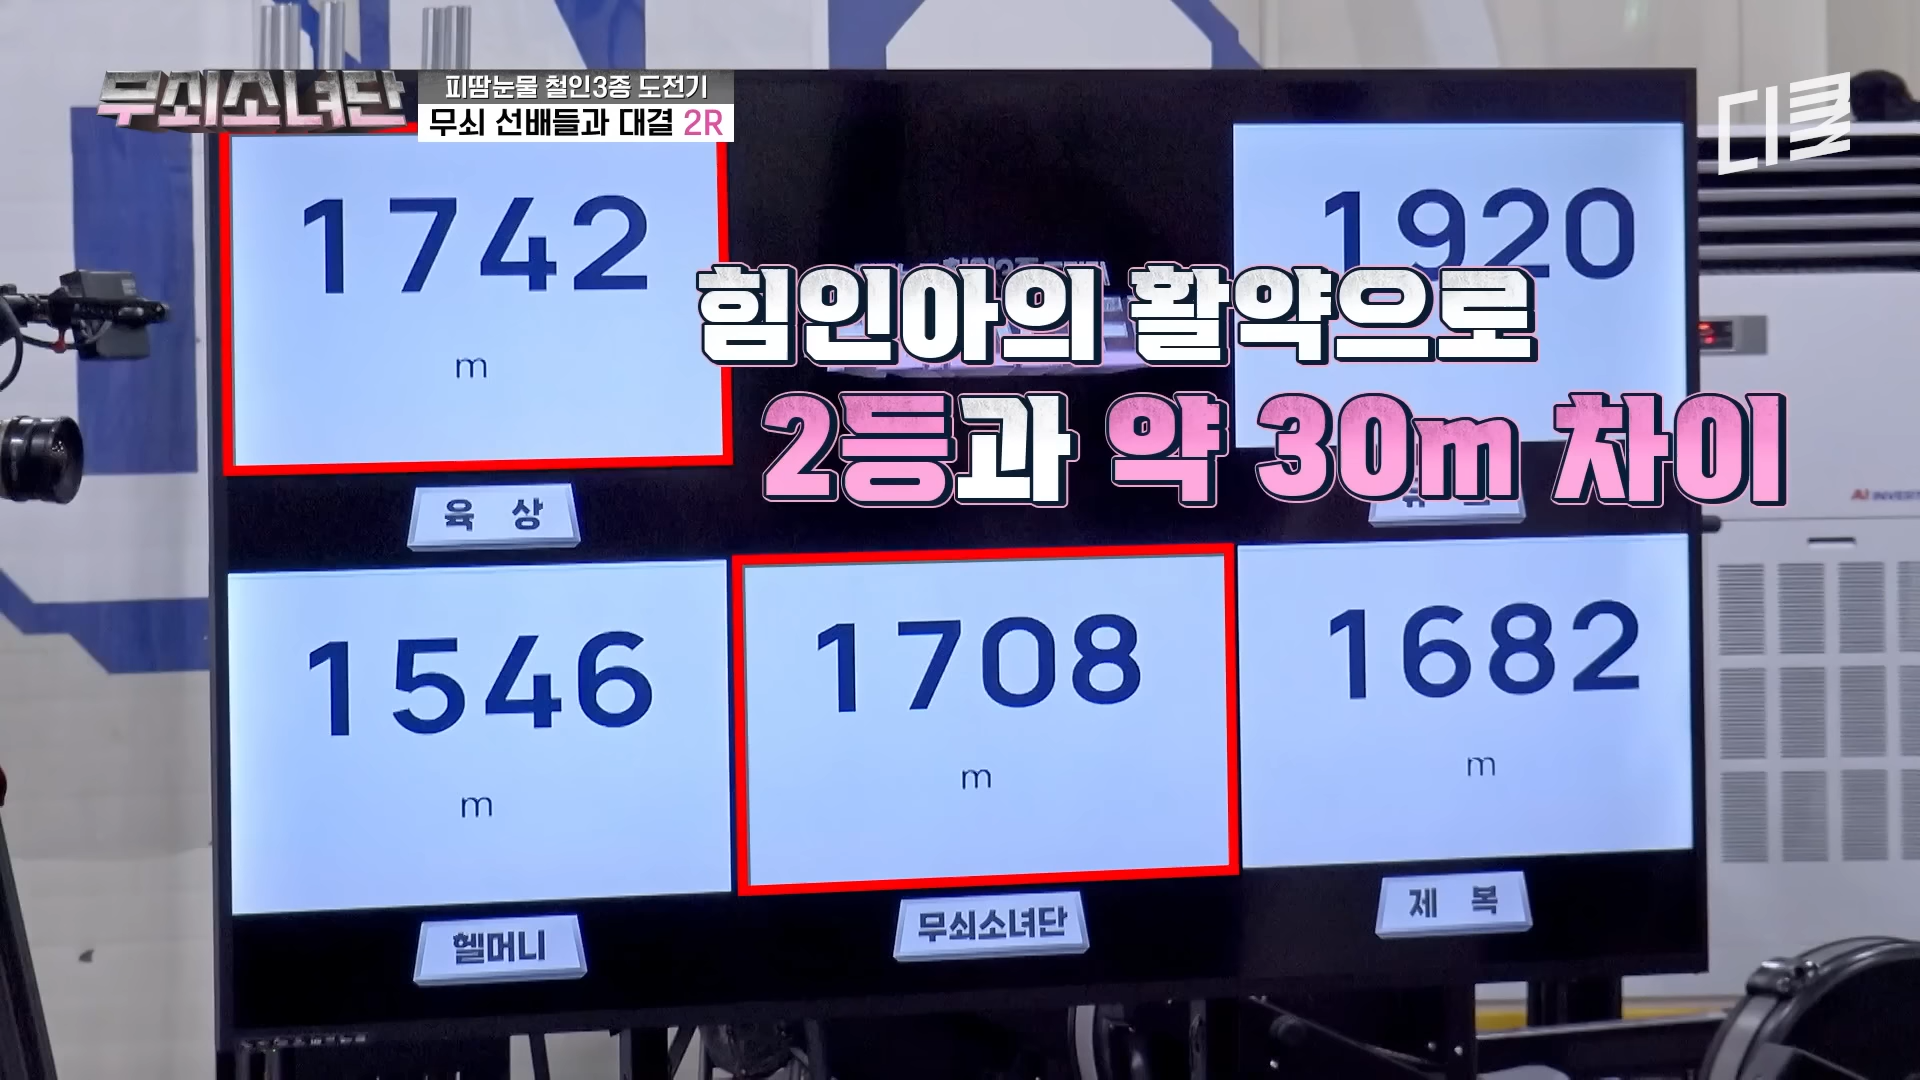 무쇠소녀단
피땀눈물 철인3종 도전기
무쇠 선배들과 대결 2R
디글
1742
m
육 상
1920
힘인아의 활약으로
2등과 약 30m 차이
1546
m
헬머니
1708
m
무쇠소녀단
1682
m
제 복